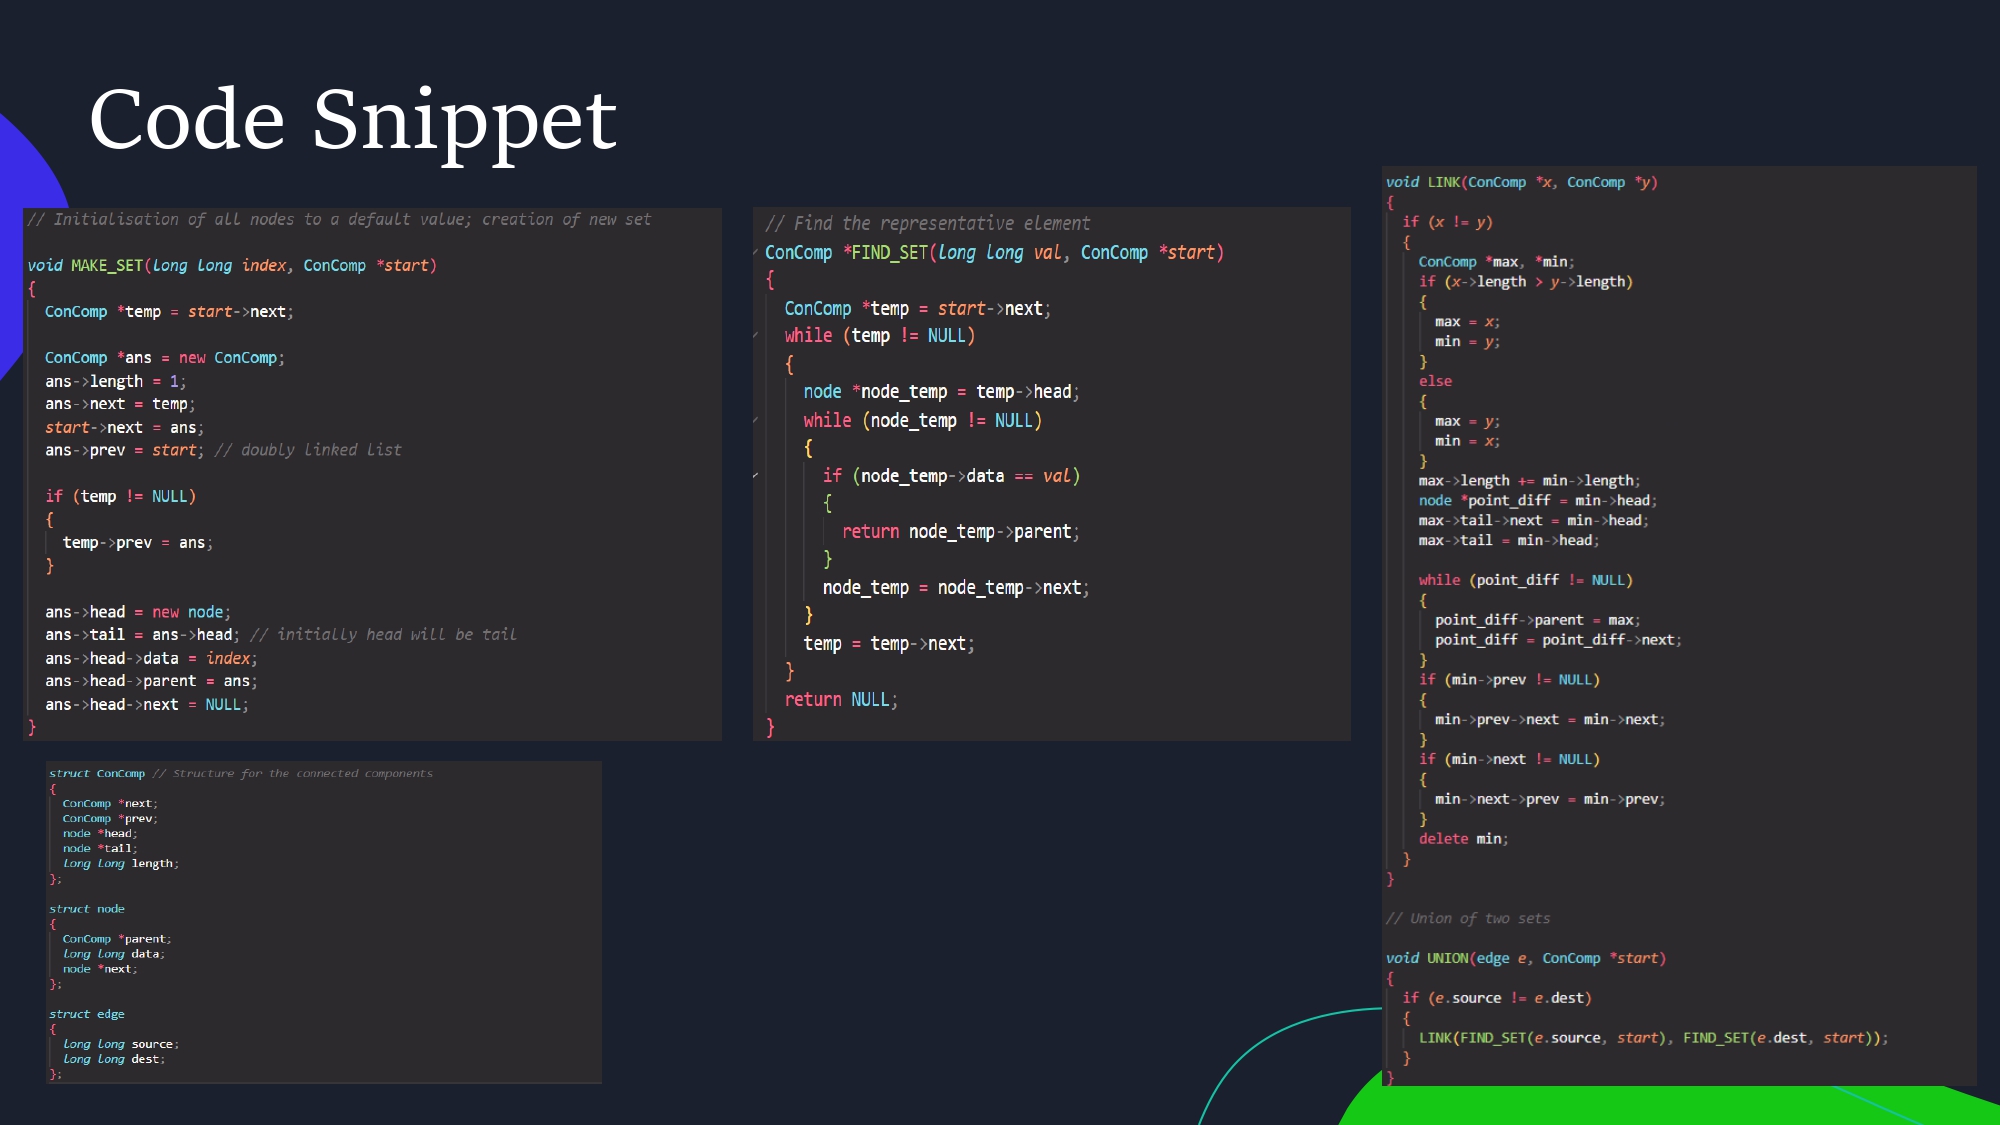 Code Snippet
// Initialisation of all nodes to a default value; creation of new set
void MAKE_SET(long long index, ConComp *start)
{
ConComp *temp = start->next;
ConComp *ans = new ConComp;
ans->length = 1;
ans->next = temp;
start->next = ans;
ans->prev = start; // doubly linked list
if (temp != NULL)
{
temp->prev = ans;
}
ans->head = new node;
ans->tail = ans->head; // initially head will be tail
ans->head->data = index;
ans->head->parent = ans;
ans->head->next = NULL;
}
struct ConComp // Structure for the connected components
{
ConComp *next;
ConComp *prev;
node *head;
node *tail;
long long length;
};
struct node
{
ConComp *parent;
long long data;
node *next;
};
struct edge
{
long long source;
long long dest;
};
// Find the representative element
ConComp *FIND_SET(long long val, ConComp *start)
{
ConComp *temp = start->next;
while (temp != NULL)
{
node *node_temp = temp->head;
while (node_temp != NULL)
{
if (node_temp->data == val)
{
return node_temp->parent;
}
node_temp = node_temp->next;
}
temp = temp->next;
}
return NULL;
}
void LINK(ConComp *x, ConComp *y)
{
if (x != y)
{
ConComp *max, *min;
if (x->length > y->length)
{
max = x;
min = y;
}
else
{
max = y;
min = x;
}
max->length += min->length;
node *point_diff = min->head;
max->tail->next = min->head;
max->tail = min->head;
while (point_diff != NULL)
{
point_diff->parent = max;
point_diff = point_diff->next;
}
if (min->prev != NULL)
{
min->prev->next = min->next;
}
if (min->next != NULL)
{
min->next->prev = min->prev;
}
delete min;
}
}
// Union of two sets
void UNION(edge e, ConComp *start)
{
if (e.source != e.dest)
{
LINK(FIND_SET(e.source, start), FIND_SET(e.dest, start));
}
}